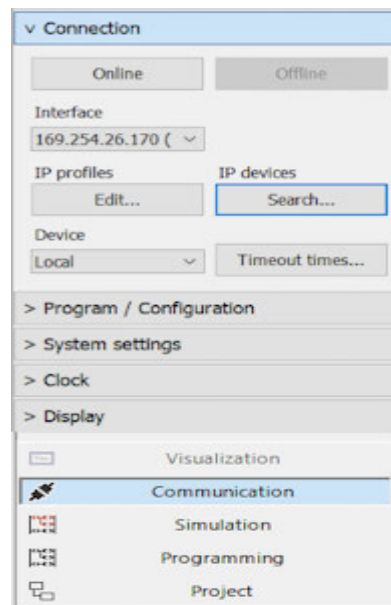 v Connection
Online Offline
Interface
169.254.26.170 (
IP profiles IP devices
Edit... Search...
Device
Local Timeout times...
> Program / Configuration
> System settings
> Clock
> Display
Visualization
Communication
Simulation
Programming
Project